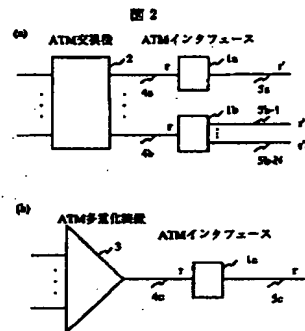 図 2
(a)
ATM交換機 ATMインタフェース
2
r 1a r'
4a 5a
r 1b 5b-1 r'
4b 5b-N r'
(b)
ATM多重化装置
3 ATMインタフェース
r 1a r
4c 5c